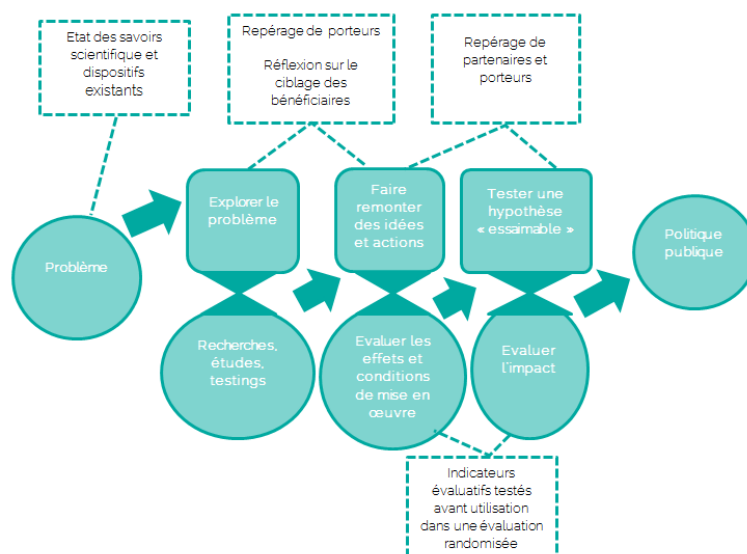 Etat des savoirs
scientifique et
dispositifs
existants
Repérage de porteurs
Réflexion sur le
ciblage des
bénéficiaires
Repérage de
partenaires et
porteurs
Problème
Explorer le
problème
Faire
remonter
des idées
et actions
Tester une
hypothèse
« essaimable »
Politique
publique
Recherches,
études,
testings
Evaluer les
effets et
conditions
de mise en
œuvre
Evaluer
l'impact
Indicateurs
évaluatifs testés
avant utilisation
dans une évaluation
randomisée